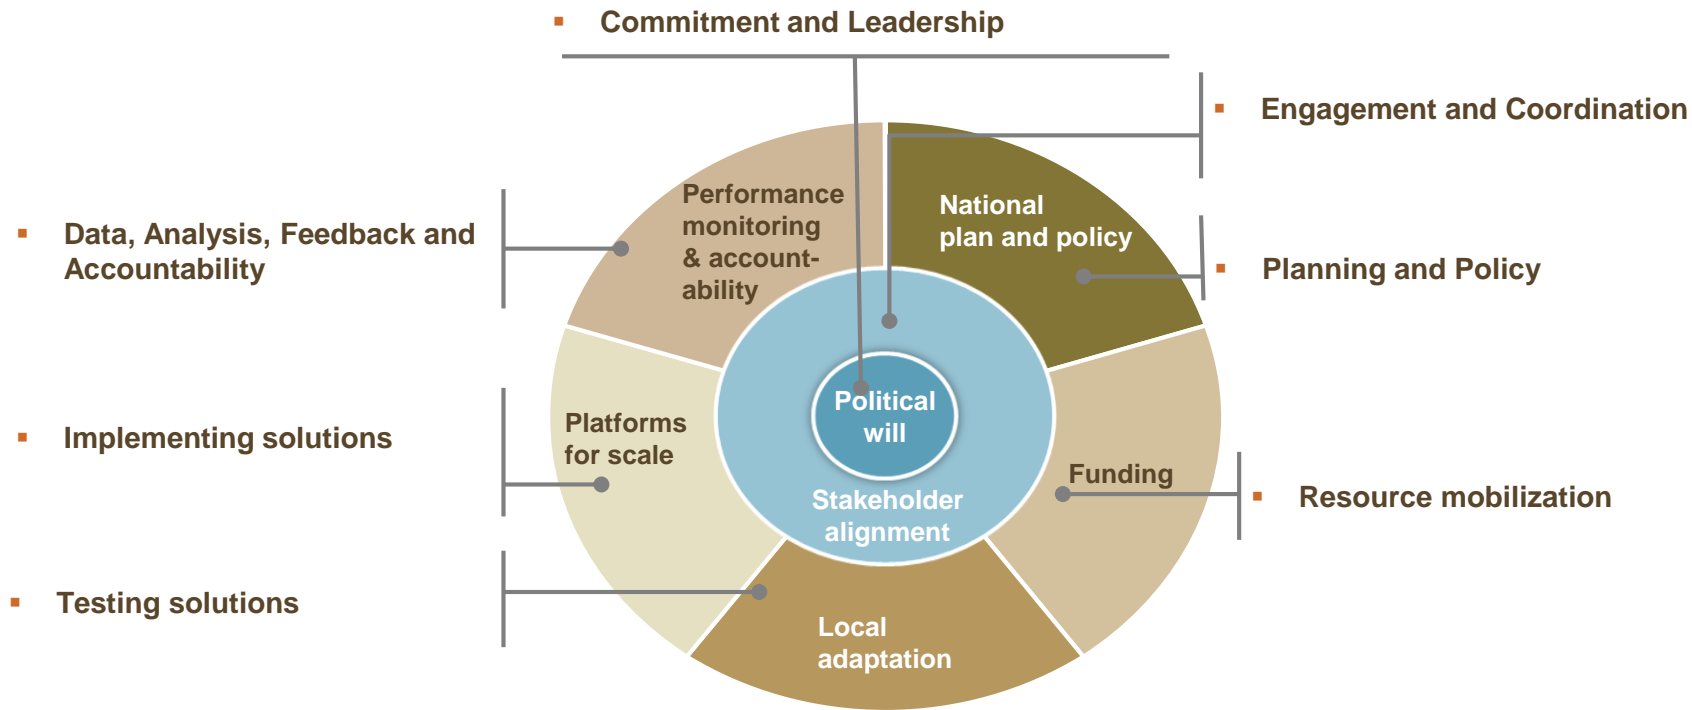 ▪ Commitment and Leadership
▪ Engagement and Coordination
Performance
monitoring
& account-
ability
National
plan and policy
▪ Data, Analysis, Feedback and
Accountability
▪ Planning and Policy
Political
will
Platforms
for scale
▪ Implementing solutions
Funding
▪ Resource mobilization
Stakeholder
alignment
▪ Testing solutions
Local
adaptation